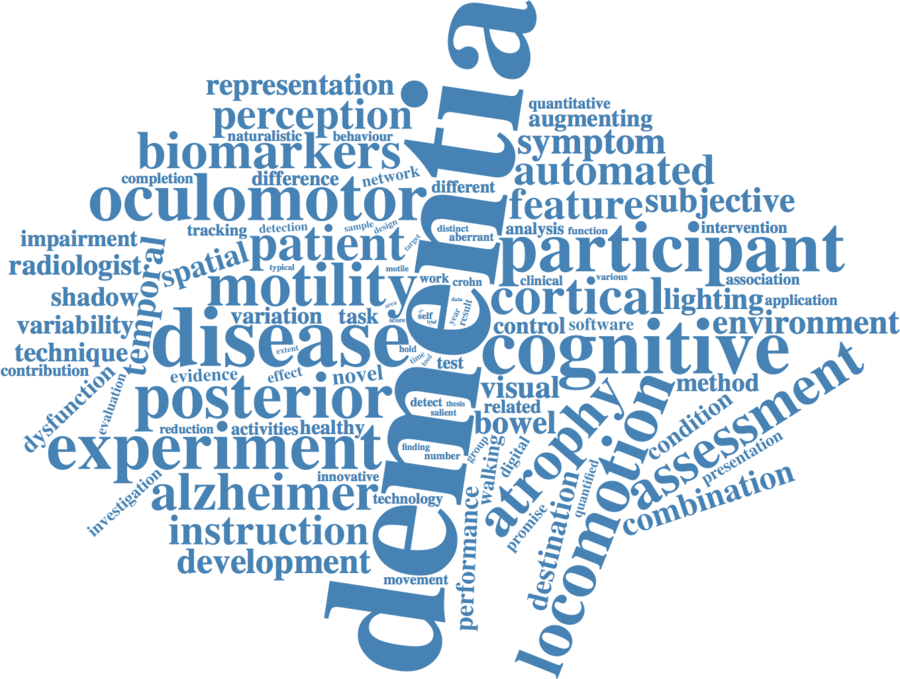 dementia
representation
perception
quantitative
augmenting
naturalistic
behaviour
biomarkers
symptom
automated
completion
difference
network
different
oculomotor
feature
subjective
tracking
detection
sample
design
target
distinct
aberrant
analysis
function
intervention
impairment
radiologist
temporal
spatial
patient
participant
typical
motile
work
crohn
clinical
various
association
shadow
motility
cortical
lighting
application
area
score
self
trial
data
year
result
variability
variation
task
control
software
environment
technique
disease
extent
hold
time
tool
test
cognitive
contribution
evidence
effect
novel
visual
method
dysfunction
evaluation
posterior
detect
thesis
salient
related
bowel
atrophy
reduction
activities
healthy
experiment
finding
number
group
walking
digital
locomotion
condition
assessment
presentation
combination
investigation
innovative
alzheimer
technology
instruction
development
movement
performance
promise
destination
quantified